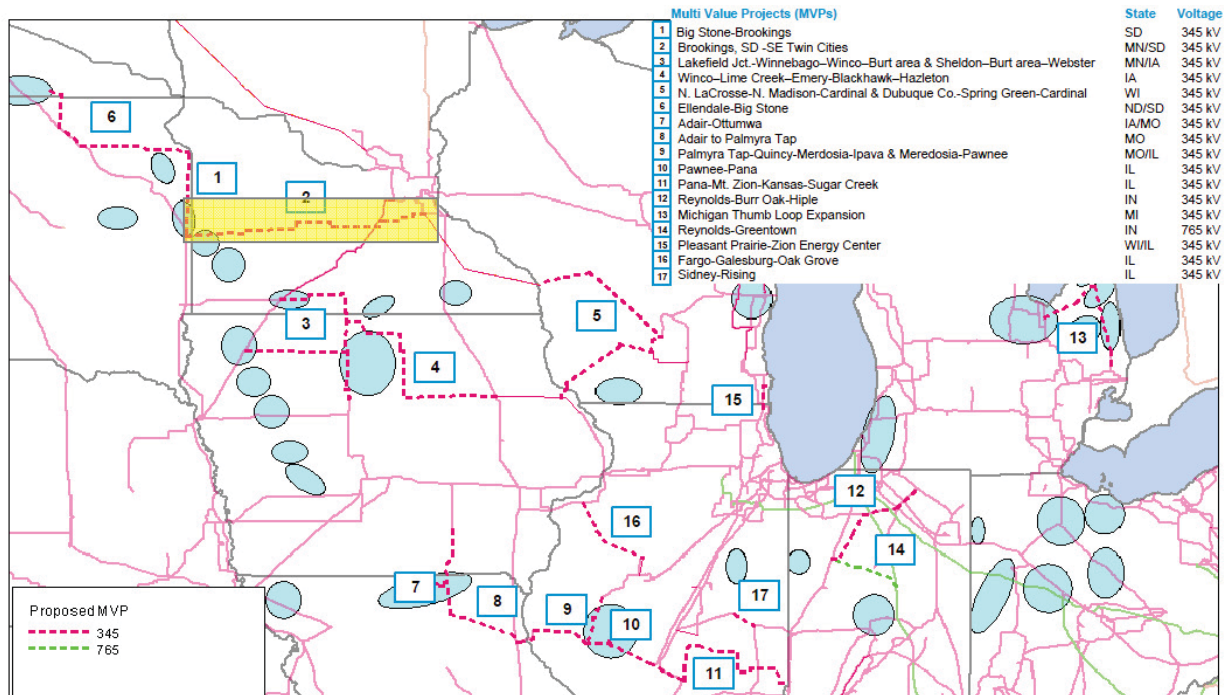 Multi Value Projects (MVPs) State Voltage
1 Big Stone-Brookings SD 345 kV
2 Brookings, SD -SE Twin Cities MN/SD 345 kV
3 Lakefield Jct.-Winnebago–Winco–Burt area & Sheldon–Burt area–Webster MN/IA 345 kV
4 Winco–Lime Creek–Emery-Blackhawk–Hazleton IA 345 kV
5 N. LaCrosse-N. Madison-Cardinal & Dubuque Co.-Spring Green-Cardinal WI 345 kV
6 Ellendale-Big Stone ND/SD 345 kV
7 Adair-Ottumwa IA/MO 345 kV
8 Adair to Palmyra Tap MO 345 kV
9 Palmyra Tap-Quincy-Merdosia-Ipava & Meredosia-Pawnee MO/IL 345 kV
10 Pawnee-Pana IL 345 kV
11 Pana-Mt. Zion-Kansas-Sugar Creek IL 345 kV
12 Reynolds-Burr Oak-Hiple IN 345 kV
13 Michigan Thumb Loop Expansion MI 345 kV
14 Reynolds-Greentown IN 765 kV
15 Pleasant Prairie-Zion Energy Center WI/IL 345 kV
16 Fargo-Galesburg-Oak Grove IL 345 kV
17 Sidney-Rising IL 345 kV
6
1
2
5
3
13
4
15
12
16
14
7
17
8
9
10
11
Proposed MVP
345
765